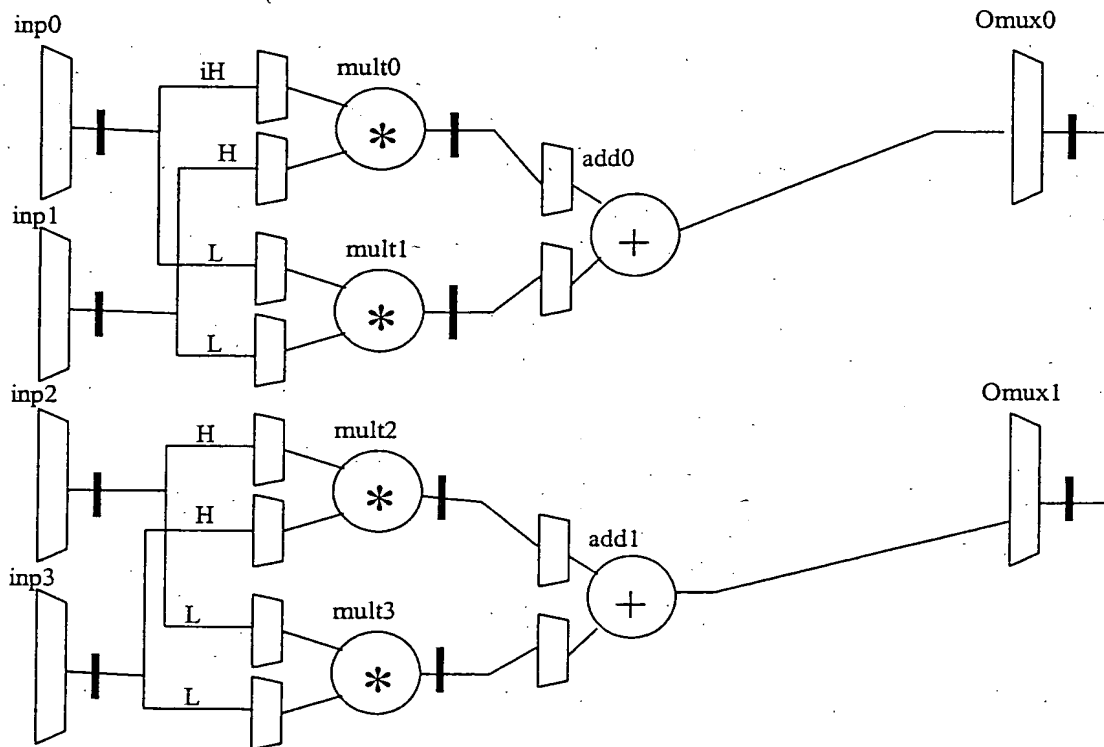 inp0
Omux0
iH
mult0
*
H
add0
+
inp1
L
mult1
*
L
inp2
Omux1
H
mult2
*
H
add1
+
inp3
L
mult3
*
L